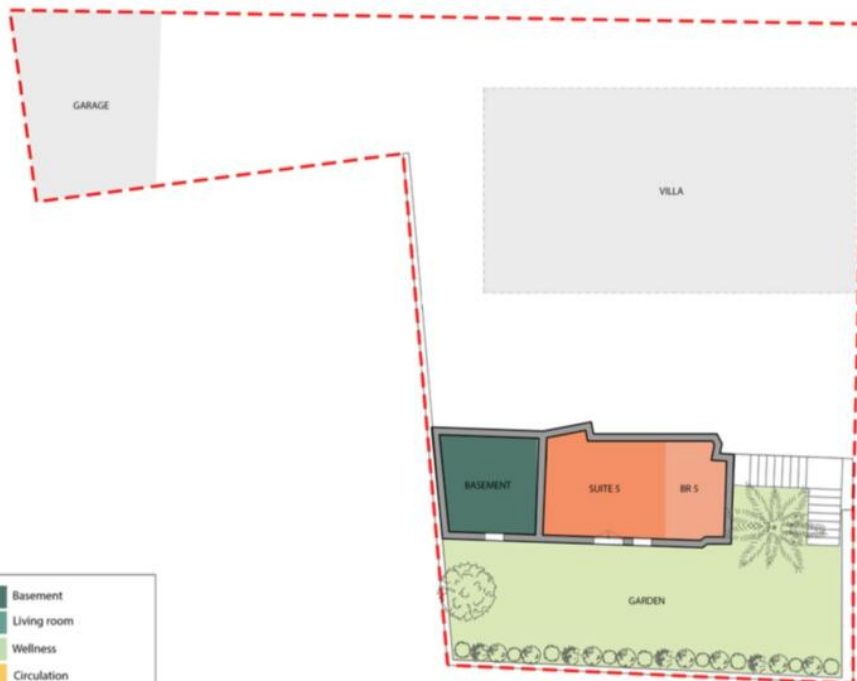 GARAGE
VILLA
BASEMENT
SUITE 5
BR 5
GARDEN
Basement
Living room
Wellness
Circulation